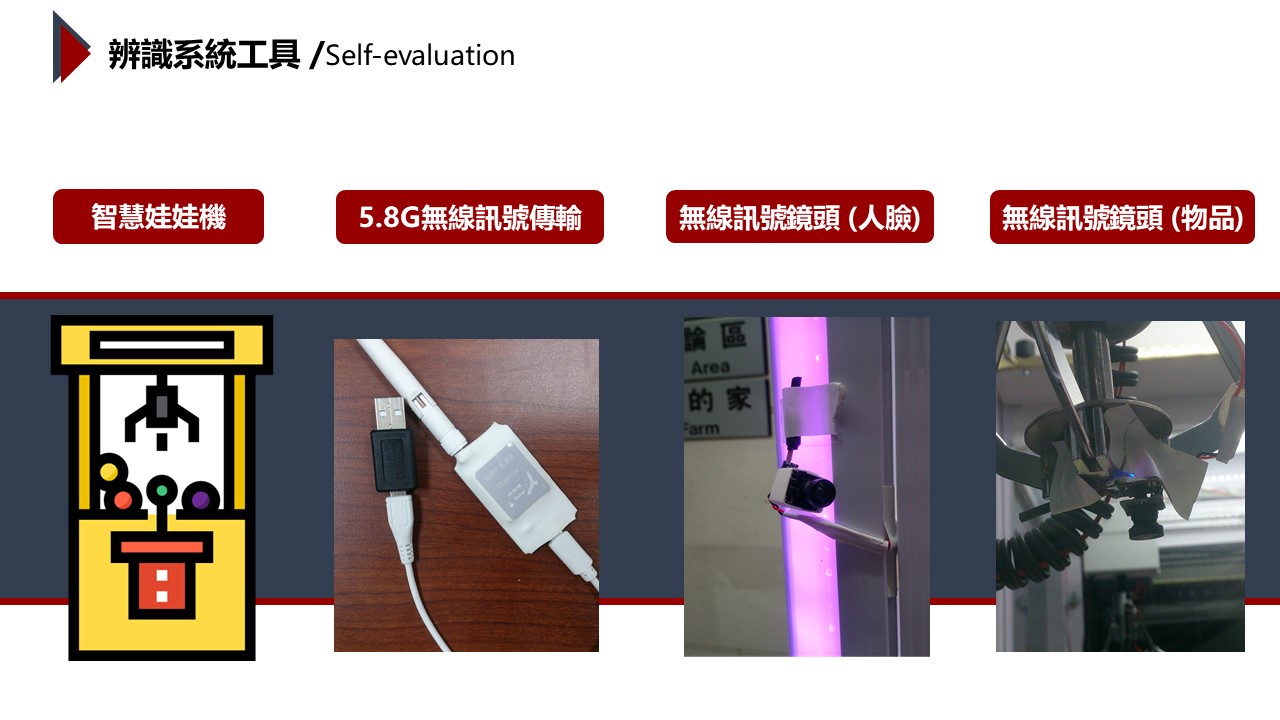 辨識系統工具 /Self-evaluation
智慧娃娃機
5.8G無線訊號傳輸
無線訊號鏡頭 (人臉)
無線訊號鏡頭 (物品)
論 區
Area
的 家
Farm